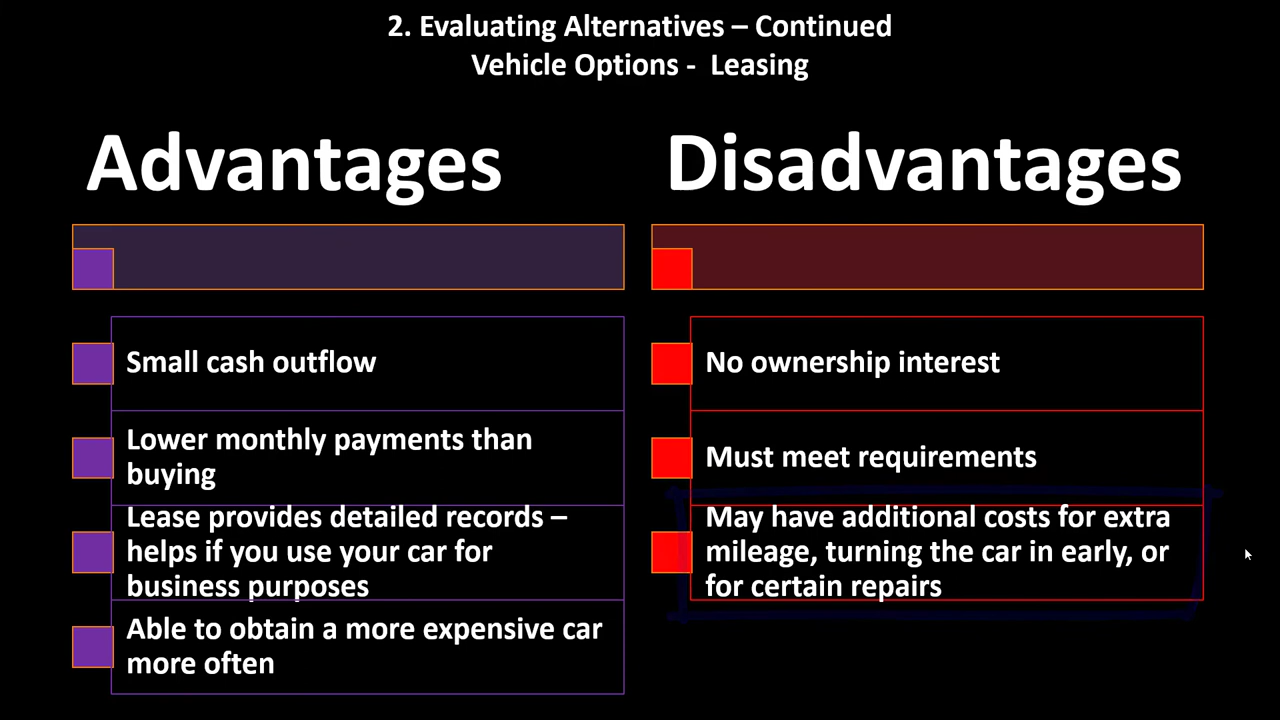 2. Evaluating Alternatives – Continued
Vehicle Options -  Leasing
Advantages
Small cash outflow
Lower monthly payments than
buying
Lease provides detailed records –
helps if you use your car for
business purposes
Able to obtain a more expensive car
more often
Disadvantages
No ownership interest
Must meet requirements
May have additional costs for extra
mileage, turning the car in early, or
for certain repairs